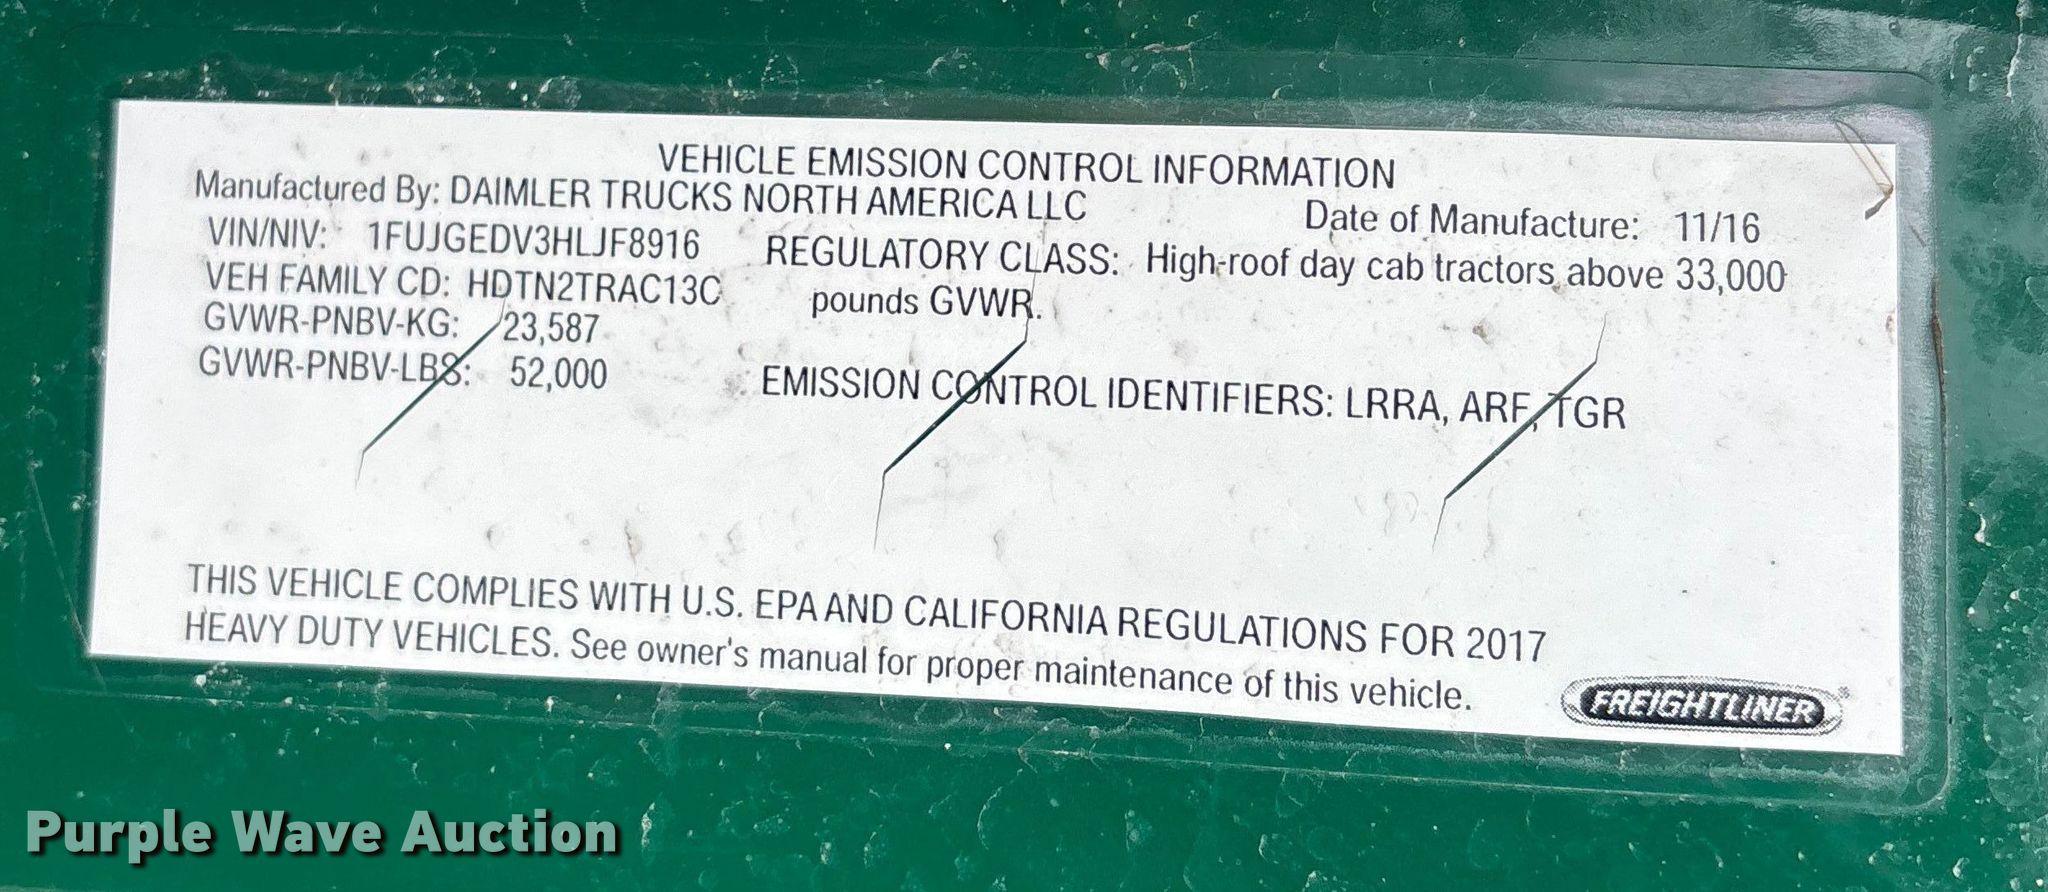 VEHICLE EMISSION CONTROL INFORMATION
Manufactured By: DAIMLER TRUCKS NORTH AMERICA LLC
Date of Manufacture: 11/16
VIN/NIV: 1FUJGEDV3HLJF8916
VEH FAMILY CD: HDTN2TRAC13C
GVWR-PNBV-KG: 23,587
GVWR-PNBV-LBS: 52,000
REGULATORY CLASS: High-roof day cab tractors above 33,000
pounds GVWR.
EMISSION CONTROL IDENTIFIERS: LRRA, ARF, TGR
THIS VEHICLE COMPLIES WITH U.S. EPA AND CALIFORNIA REGULATIONS FOR 2017
HEAVY DUTY VEHICLES. See owner's manual for proper maintenance of this vehicle.
FREIGHTLINER
Purple Wave Auction